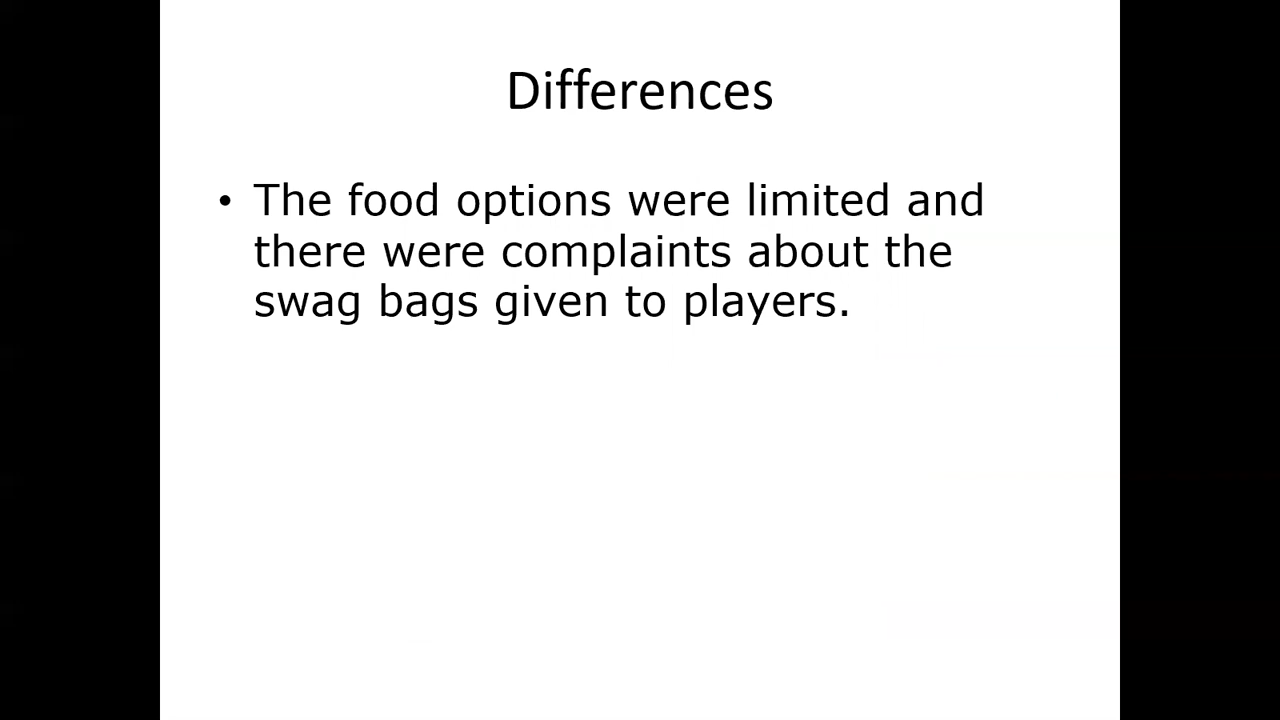 Differences
• The food options were limited and
there were complaints about the
swag bags given to players.